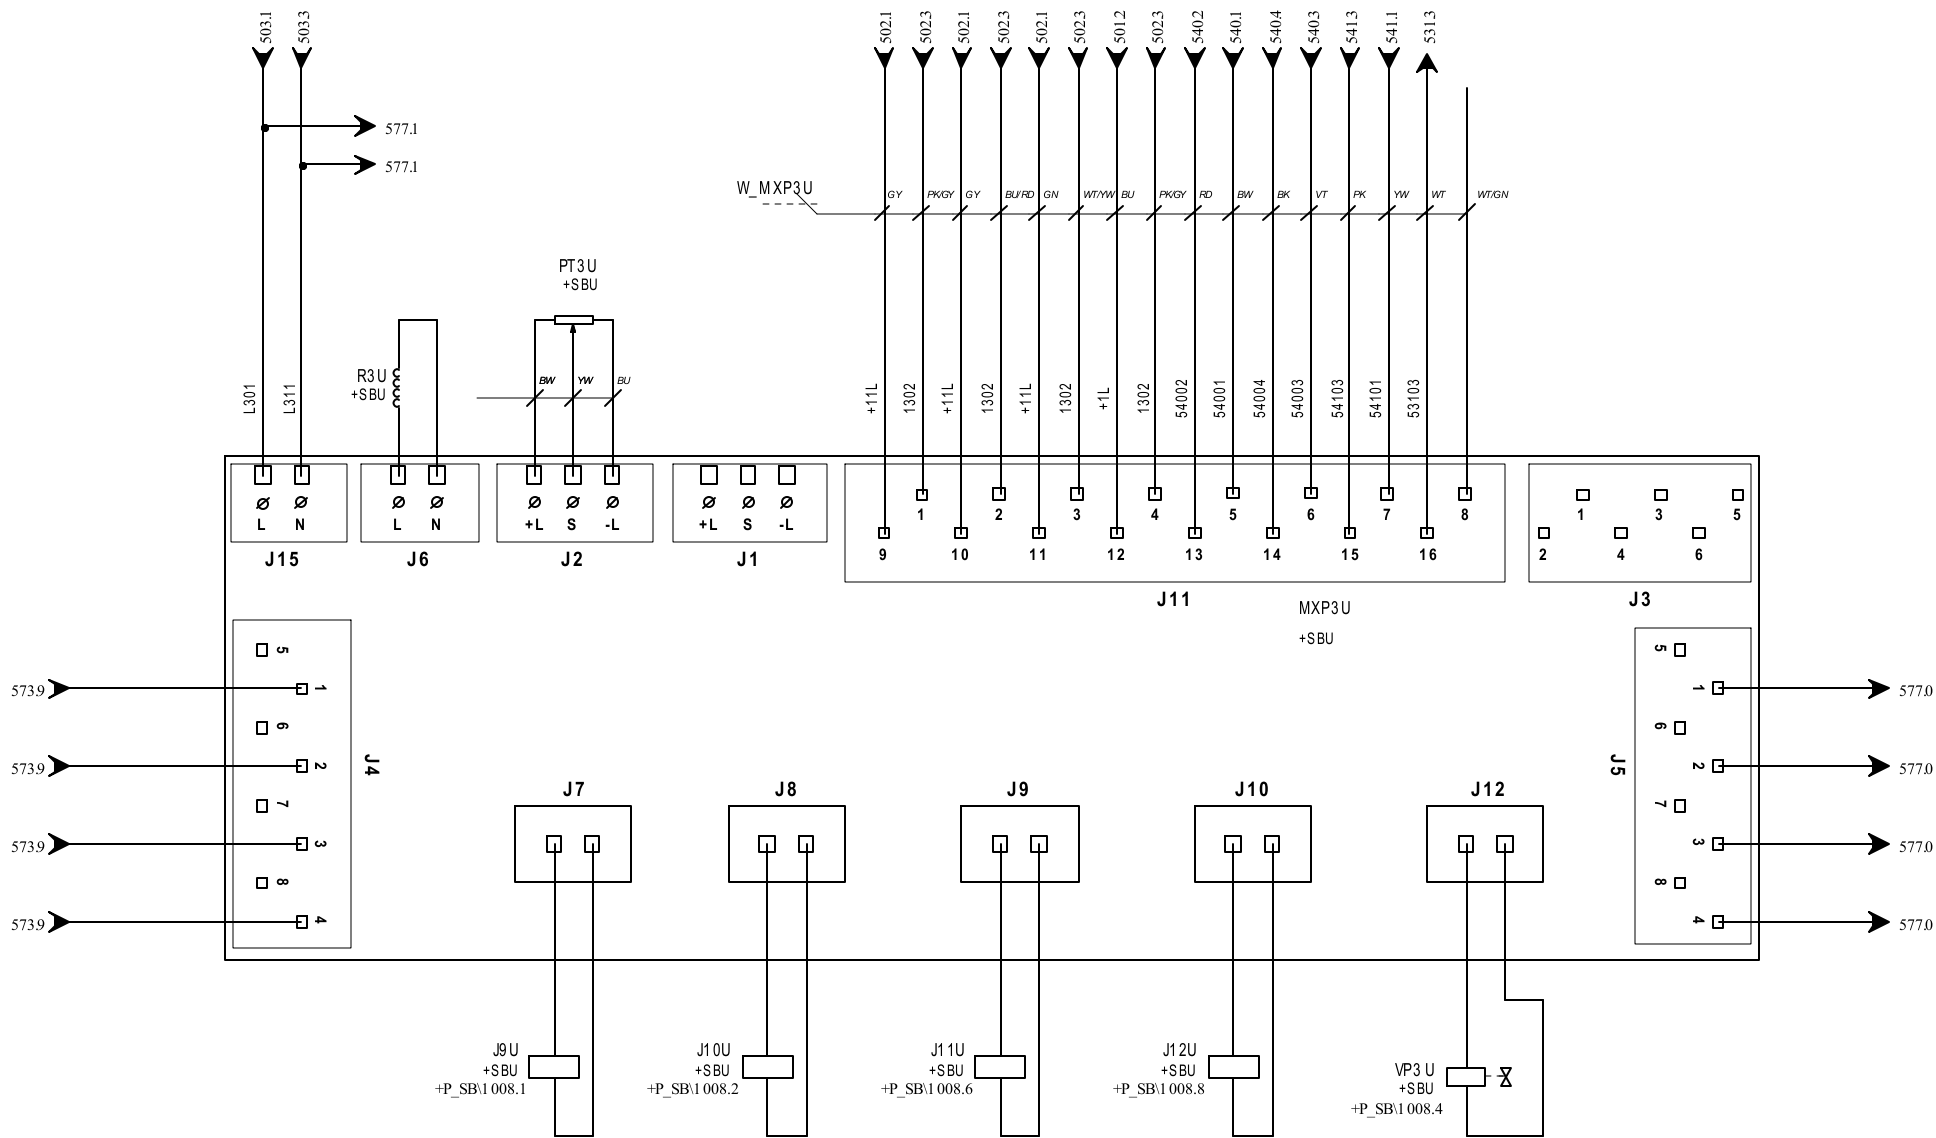 503.1 503.3 502.1 502.3 502.1 502.3 502.1 502.3 501.2 502.3 540.2 540.1 540.4 540.3 541.3 541.1 531.3
577.1
577.1
W_MXP3U GY PK/GY GY BU/RD GN WT/YW BU PK/GY RD BW BK VT PK YW WT WT/GN
PT3U
+SBU
R3U
+SBU
BW YW BU
L301 L311 +11L 1302 +11L 1302 +11L 1302 +1L 1302 54002 54001 54004 54003 54103 54101 53103
L N L N +L S -L +L S -L
1 2 3 4 5 6 7 8
9 10 11 12 13 14 15 16
1 3 5
2 4 6
J15 J6 J2 J1 J11 J3
MXP3U
+SBU
5 5
573.9 1 1 577.0
6 6
573.9 2 J4 J5 2 577.0
7 7
573.9 3 3 577.0
8 8
573.9 4 4 577.0
J7 J8 J9 J10 J12
J9U
+SBU
+P_SB\1008.1
J10U
+SBU
+P_SB\1008.2
J11U
+SBU
+P_SB\1008.6
J12U
+SBU
+P_SB\1008.8
VP3U
+SBU
+P_SB\1008.4